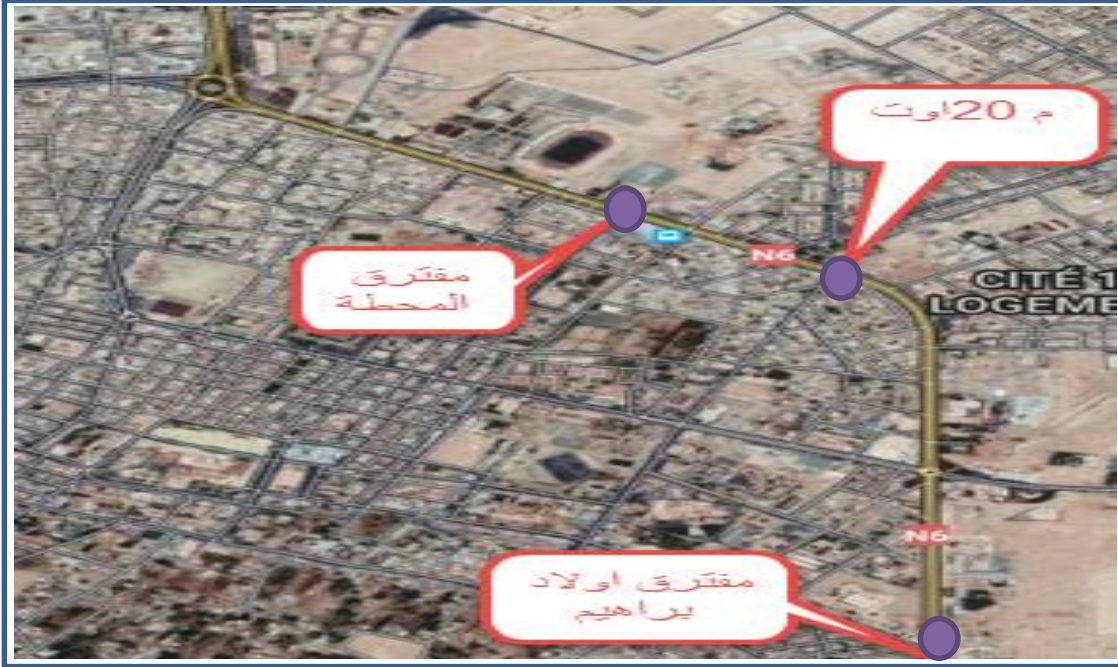 م 20اوت
مفترق
المحطة
N6
CITÉ 1
LOGEME
N6
مفترق اولاد
براهيم